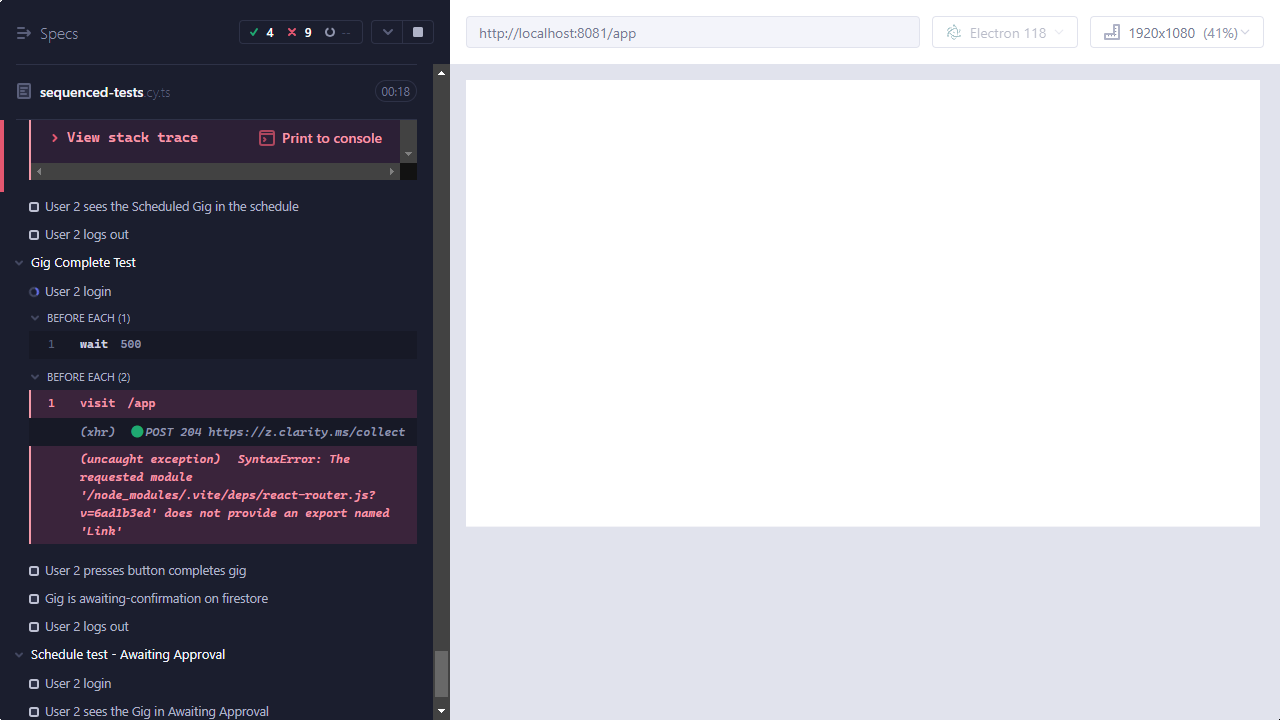 Specs
4 9 --
sequenced-tests.cy.ts 00:18
View stack trace Print to console
User 2 sees the Scheduled Gig in the schedule
User 2 logs out
Gig Complete Test
User 2 login
BEFORE EACH (1)
1 wait 500
BEFORE EACH (2)
1 visit /app
(xhr) POST 204 https://z.clarity.ms/collect
(uncaught exception) SyntaxError: The
requested module
'/node_modules/.vite/deps/react-router.js?
v=6ad1b3ed' does not provide an export named
'Link'
User 2 presses button completes gig
Gig is awaiting-confirmation on firestore
User 2 logs out
Schedule test - Awaiting Approval
User 2 login
User 2 sees the Gig in Awaiting Approval
http://localhost:8081/app
Electron 118
1920x1080 (41%)